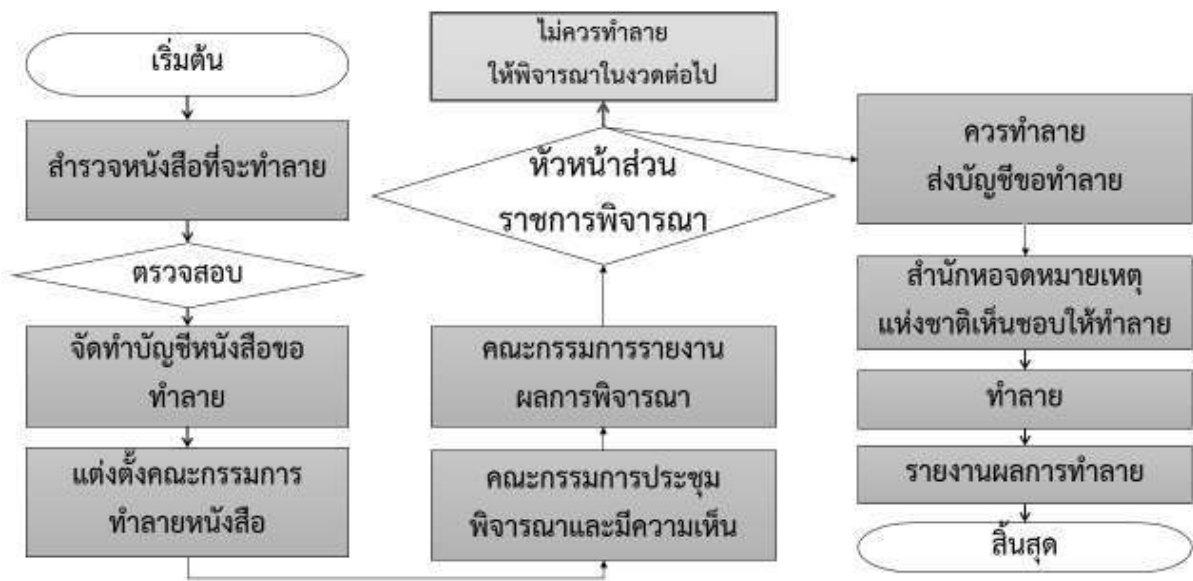 เริ่มต้น
สำรวจหนังสือที่จะทำลาย
ตรวจสอบ
จัดทำบัญชีหนังสือขอ
ทำลาย
แต่งตั้งคณะกรรมการ
ทำลายหนังสือ
คณะกรรมการประชุม
พิจารณาและมีความเห็น
คณะกรรมการรายงาน
ผลการพิจารณา
หัวหน้าส่วน
ราชการพิจารณา
ไม่ควรทำลาย
ให้พิจารณาในงวดต่อไป
ควรทำลาย
ส่งบัญชีขอทำลาย
สำนักหอจดหมายเหตุ
แห่งชาติเห็นชอบให้ทำลาย
ทำลาย
รายงานผลการทำลาย
สิ้นสุด